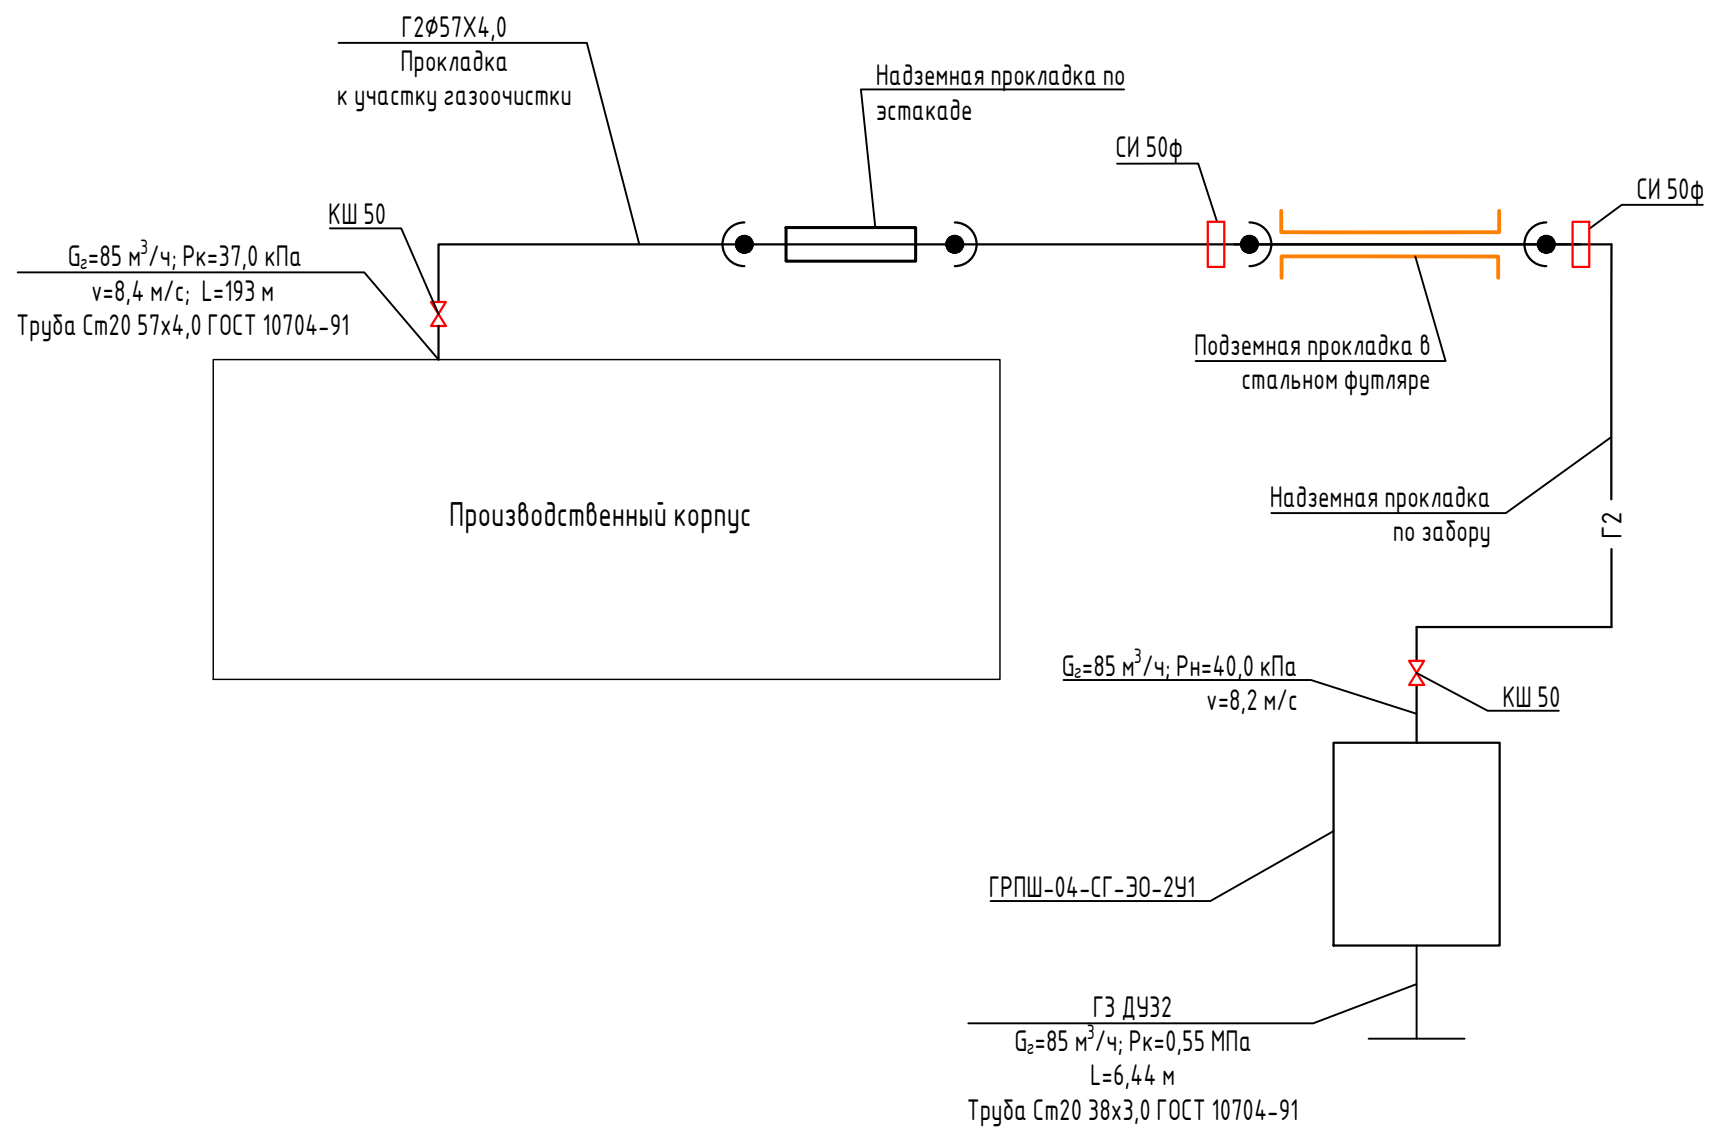 Г2Ф57Х4,0
Прокладка
к участку газоочистки
Надземная прокладка по
эстакаде
СИ 50ф
СИ 50ф
КШ 50
Gг=85 м³/ч; Рк=37,0 кПа
v=8,4 м/с; L=193 м
Труба Ст20 57х4,0 ГОСТ 10704-91
Подземная прокладка в
стальном футляре
Производственный корпус
Надземная прокладка
по забору
Г2
Gг=85 м³/ч; Рн=40,0 кПа
v=8,2 м/с
КШ 50
ГРПШ-04-СГ-ЭО-2У1
Г3 ДУ32
Gг=85 м³/ч; Рк=0,55 МПа
L=6,44 м
Труба Ст20 38х3,0 ГОСТ 10704-91